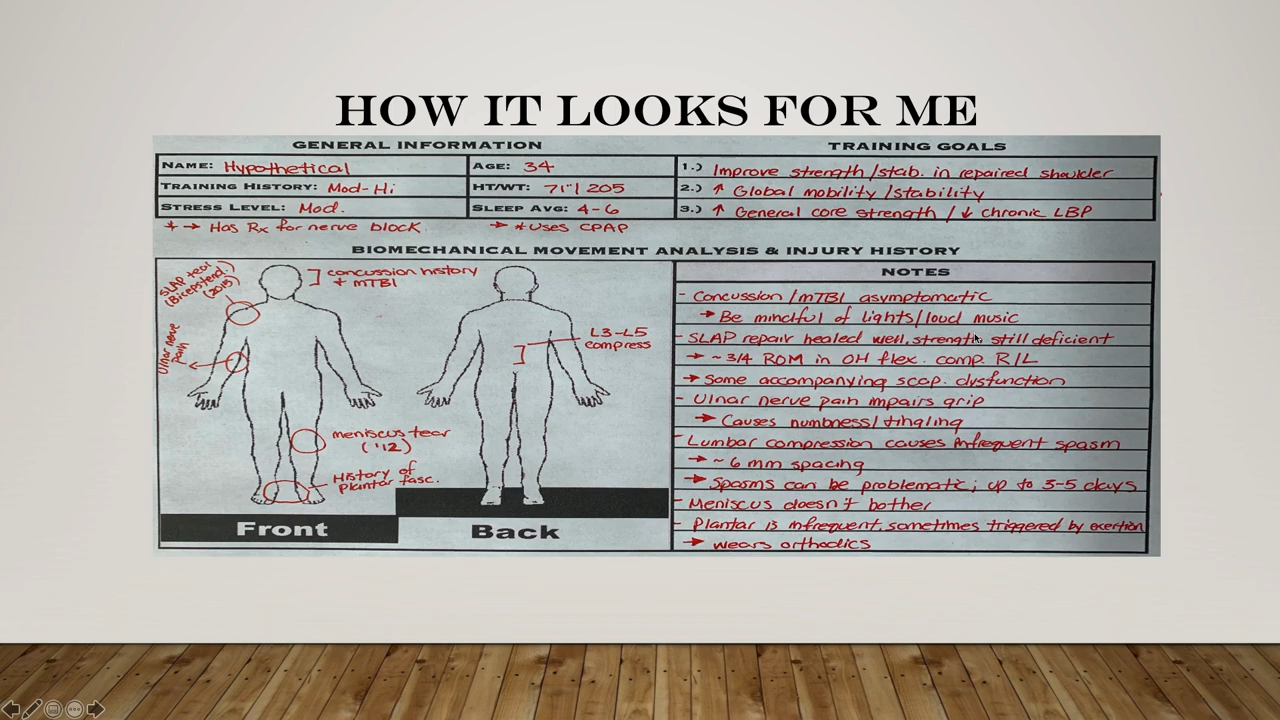 HOW IT LOOKS FOR ME
GENERAL INFORMATION
TRAINING GOALS
NAME: Hypothetical
AGE: 34
1.) Improve strength/stab. in repaired shoulder
TRAINING HISTORY: Mod-Hi
HT/WT: 71"/205
2.) ↑ Global mobility/stability
STRESS LEVEL: Mod.
SLEEP AVG: 4-6
3.) ↑ General core strength/↓ chronic LBP
* → Has Rx for nerve block
→ *Uses CPAP
BIOMECHANICAL MOVEMENT ANALYSIS & INJURY HISTORY
SLAP tear
(Bicepstend.)
(2015)
concussion history
+ mTBI
Ulnar nerve
pain
L3-L5
compress
meniscus tear
('12)
History of
plantar fasc.
Front
Back
NOTES
- Concussion/mTBI asymptomatic
→ Be mindful of lights/loud music
- SLAP repair healed well, strength still deficient
→ ~3/4 ROM in OH flex. comp. R/L
→ Some accompanying scap. dysfunction
- Ulnar nerve pain impairs grip
→ Causes numbness/tingling
- Lumbar compression causes infrequent spasm
→ ~6 mm spacing
→ Spasms can be problematic; up to 3-5 days
- Meniscus doesn't bother
- Plantar is infrequent, sometimes triggered by exertion
→ wears orthodics